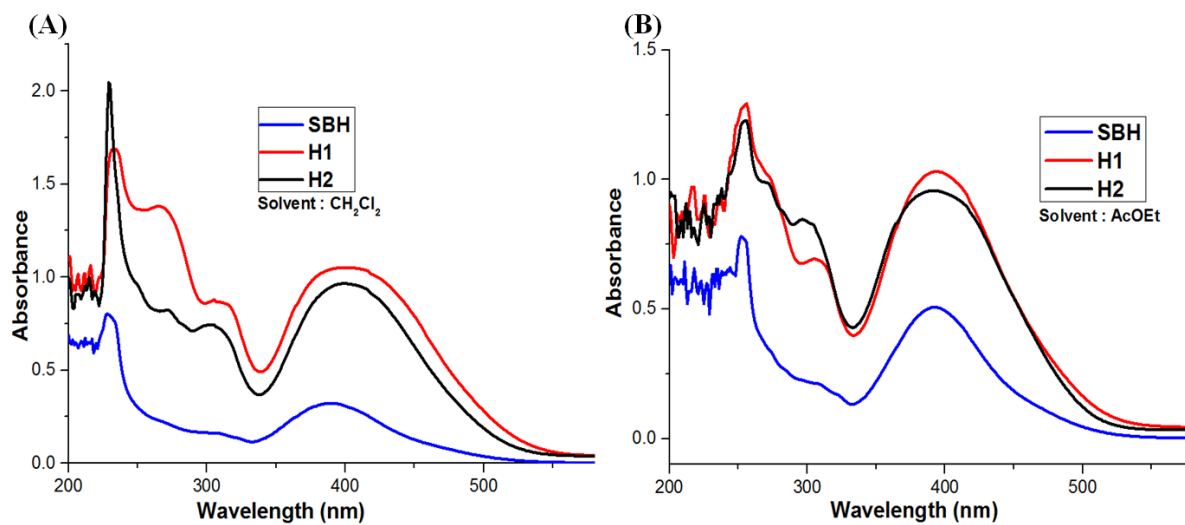 (A)
Absorbance
2.0
1.5
1.0
0.5
0.0
SBH
H1
H2
Solvent : CH₂Cl₂
200
300
400
500
Wavelength (nm)
(B)
Absorbance
1.5
1.0
0.5
0.0
SBH
H1
H2
Solvent : AcOEt
200
300
400
500
Wavelength (nm)